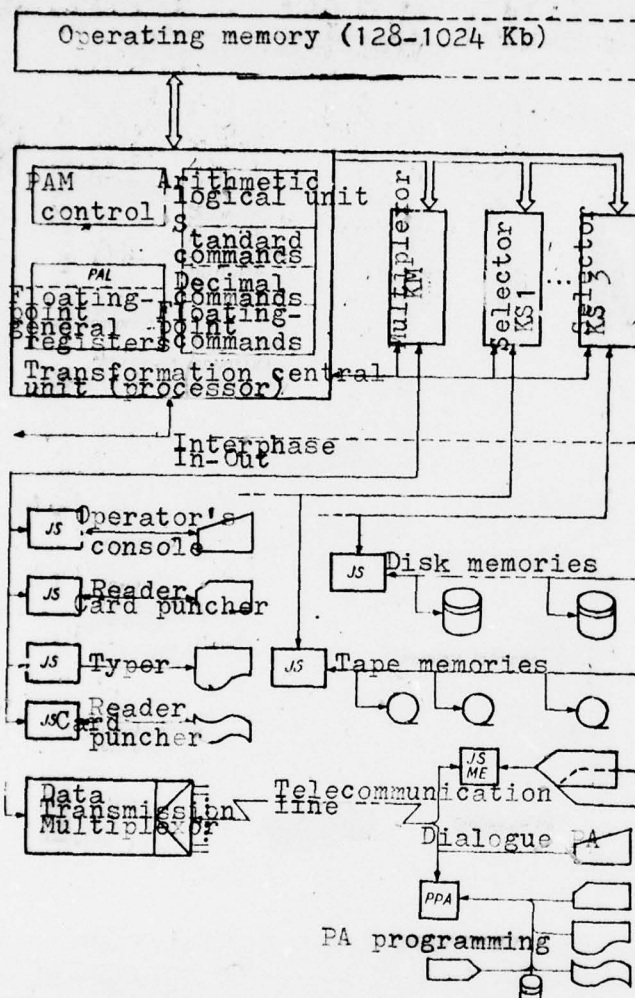 Operating memory (128-1024 Kb)
PAM
control
Arithmetic
logical unit
S
tandard
commands
PAL
Decimal
commands
Floating-
point
general
registers
Floating-
point
commands
Transformation central
unit (processor)
Multiplexor
KM
Selector
KS1
Selector
KS 3
Interphase
In-Out
JS
Operator's
console
JS
Reader
Card puncher
JS
Typer
JS
Reader
Card
puncher
JS
Disk memories
JS
Tape memories
Data
Transmission
Multiplexor
Telecommunication
line
JS
ME
Dialogue PA
PPA
PA programming